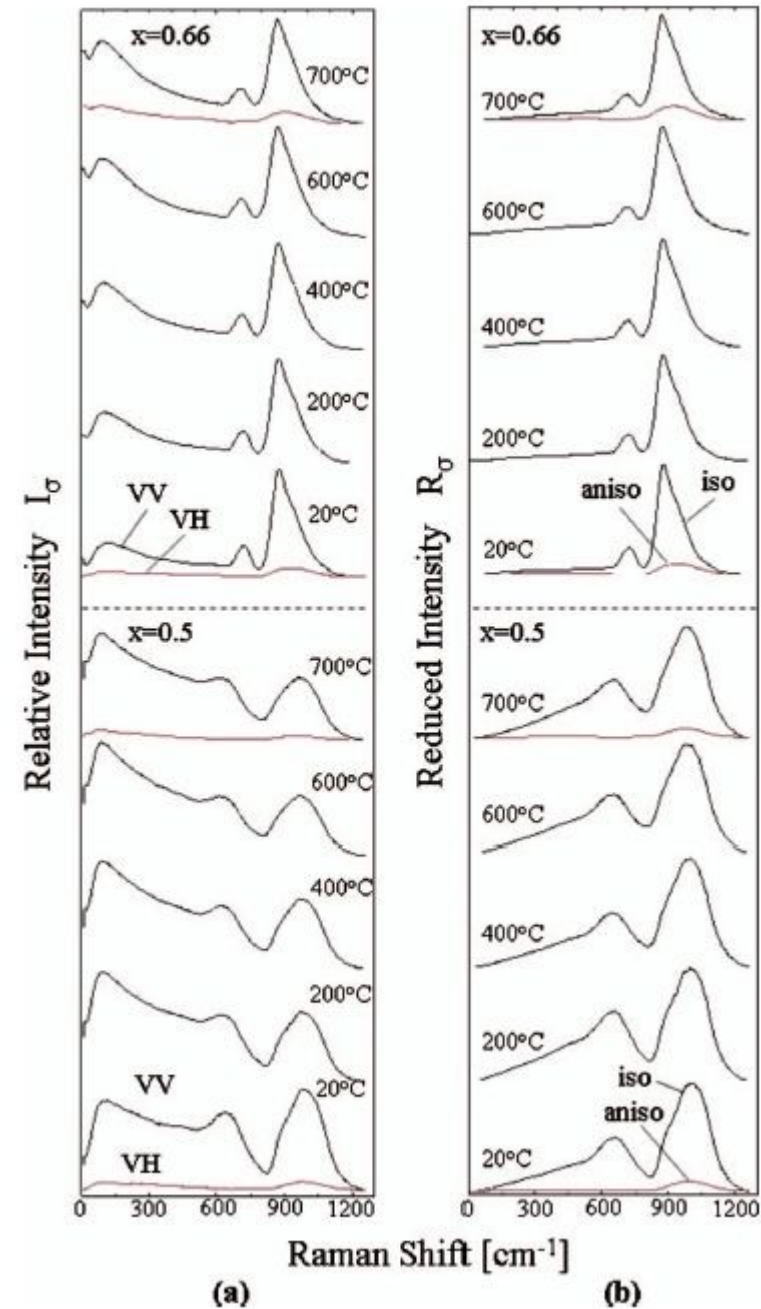 x=0.66
700°C
600°C
400°C
200°C
VV
VH
20°C
x=0.5
700°C
600°C
400°C
200°C
VV
20°C
VH
0 300 600 900 1200
Relative Intensity Iσ
x=0.66
700°C
600°C
400°C
200°C
aniso
iso
20°C
x=0.5
700°C
600°C
400°C
200°C
iso
aniso
20°C
0 300 600 900 1200
Reduced Intensity Rσ
Raman Shift [cm⁻¹]
(a) (b)